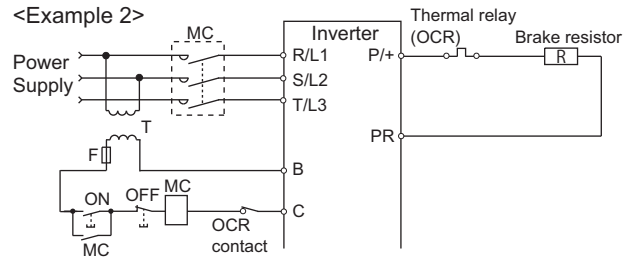 <Example 2>
MC
Inverter
Thermal relay
(OCR)
Brake resistor
Power
Supply
R/L1
P/+
R
S/L2
T/L3
T
PR
F
B
ON
OFF
MC
C
MC
OCR
contact